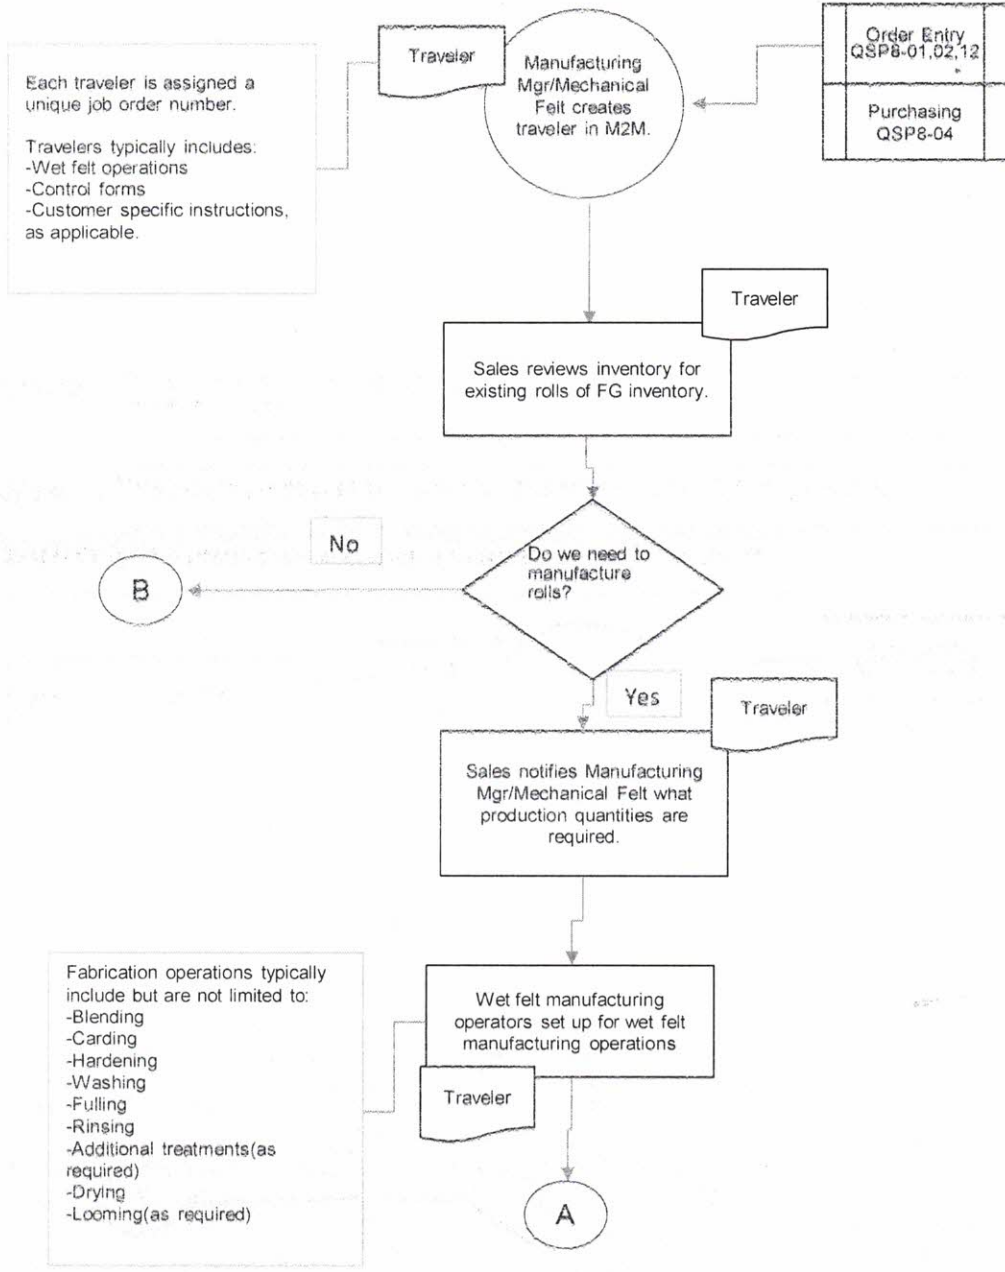 Order Entry
QSP8-01,02,12
Purchasing
QSP8-04
Traveler
Manufacturing
Mgr/Mechanical
Felt creates
traveler in M2M.
Each traveler is assigned a
unique job order number.
Travelers typically includes:
-Wet felt operations
-Control forms
-Customer specific instructions,
as applicable.
Traveler
Sales reviews inventory for
existing rolls of FG inventory.
Do we need to
manufacture
rolls?
No
B
Yes
Traveler
Sales notifies Manufacturing
Mgr/Mechanical Felt what
production quantities are
required.
Wet felt manufacturing
operators set up for wet felt
manufacturing operations
Traveler
Fabrication operations typically
include but are not limited to:
-Blending
-Carding
-Hardening
-Washing
-Fulling
-Rinsing
-Additional treatments(as
required)
-Drying
-Looming(as required)
A